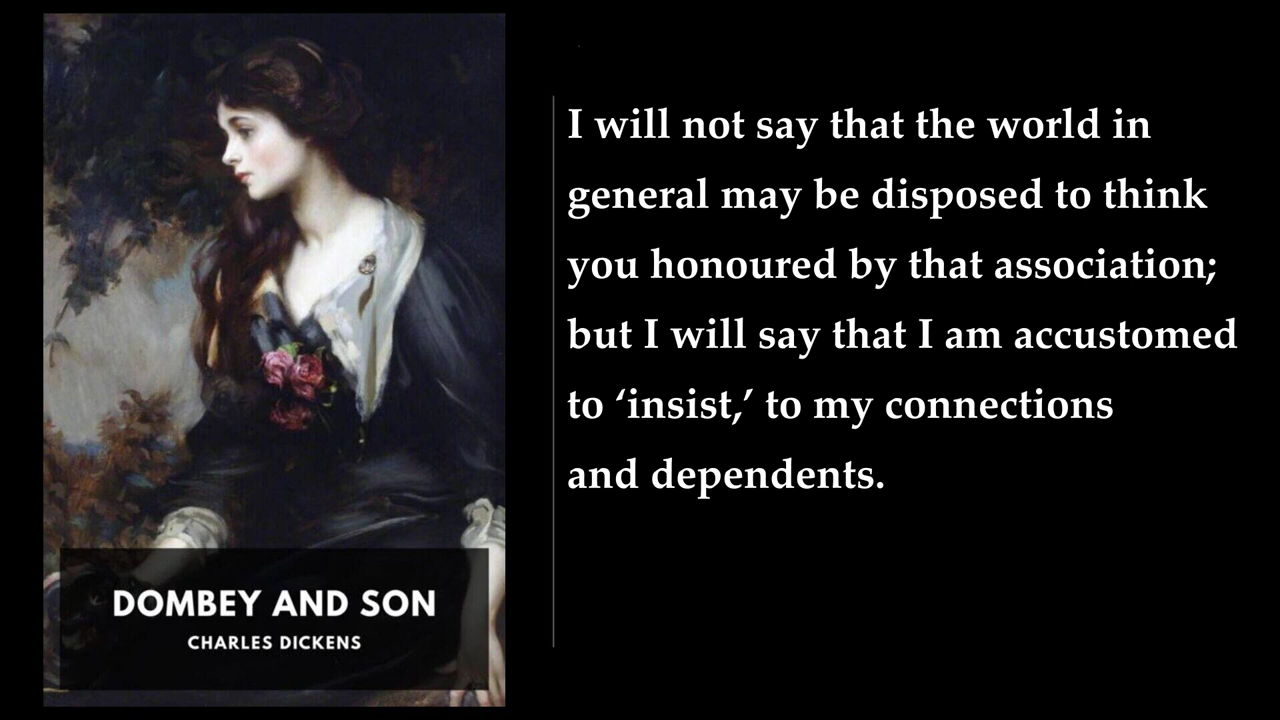 DOMBEY AND SON
CHARLES DICKENS
I will not say that the world in
general may be disposed to think
you honoured by that association;
but I will say that I am accustomed
to ‘insist,’ to my connections
and dependents.